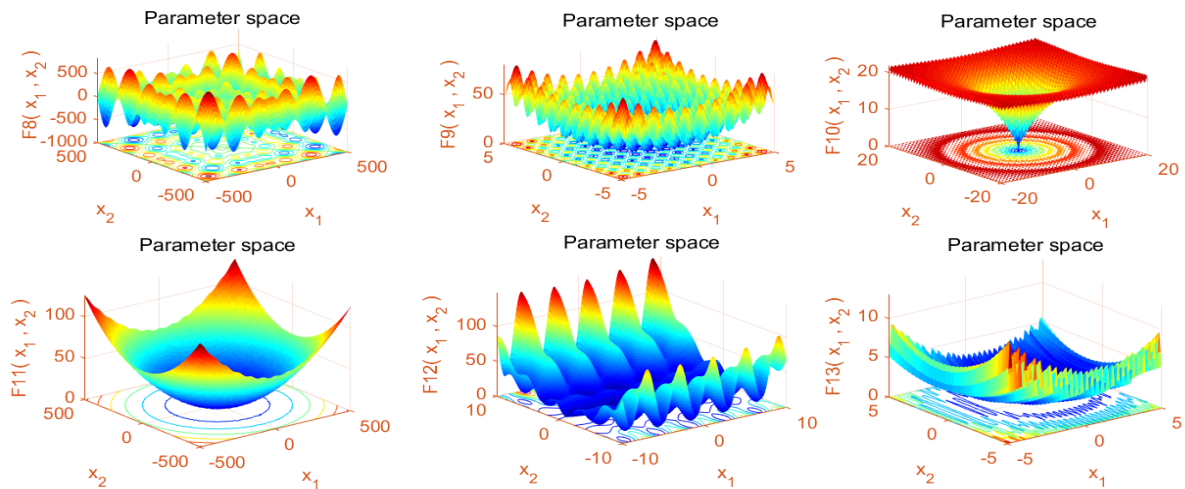 Parameter space
F8( x1 , x2 )
500
0
-500
-1000
500
0
-500
-500
0
500
x2
x1
Parameter space
F9( x1 , x2 )
50
0
5
0
-5
-5
0
5
x2
x1
Parameter space
F10( x1 , x2 )
20
10
0
20
0
-20
-20
0
20
x2
x1
Parameter space
F11( x1 , x2 )
100
50
0
500
0
-500
-500
0
500
x2
x1
Parameter space
F12( x1 , x2 )
100
50
0
10
0
-10
-10
0
10
x2
x1
Parameter space
F13( x1 , x2 )
10
5
0
5
0
-5
-5
0
5
x2
x1